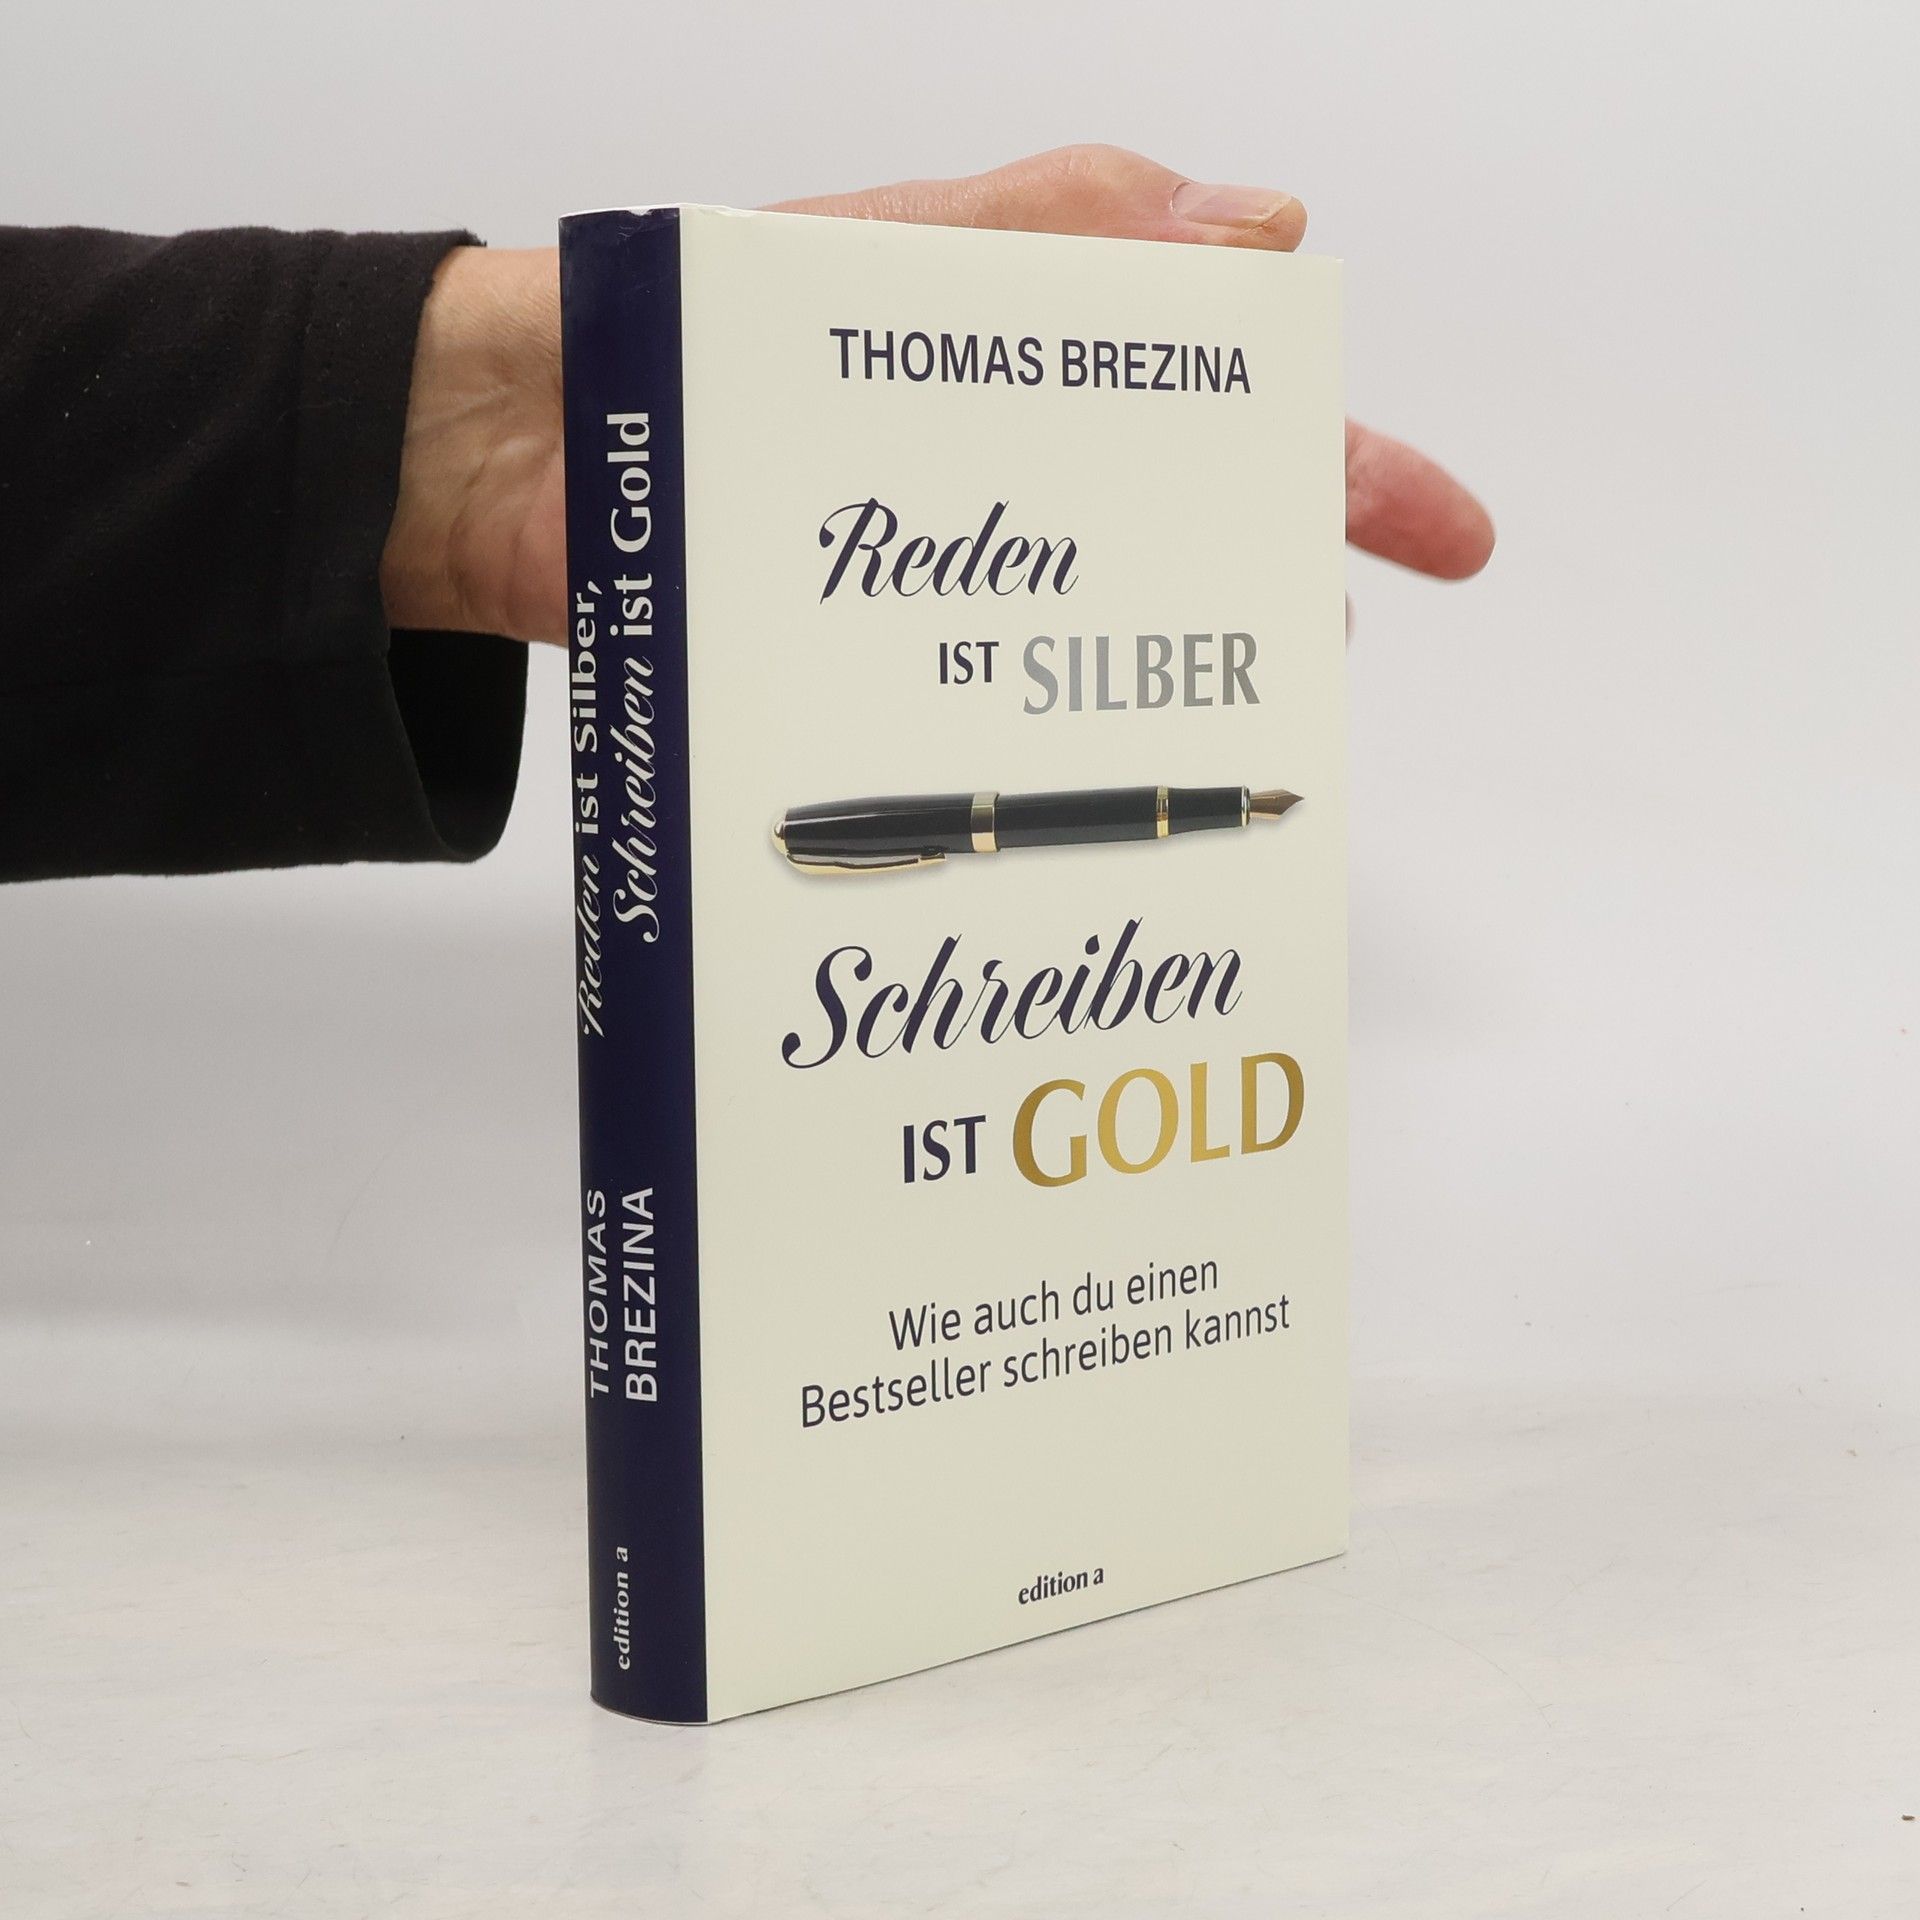 Reden ist Silber,
Schreiben ist Gold
THOMAS
BREZINA
edition a
THOMAS BREZINA
Reden
IST SILBER
Schreiben
IST GOLD
Wie auch du einen
Bestseller schreiben kannst
edition a